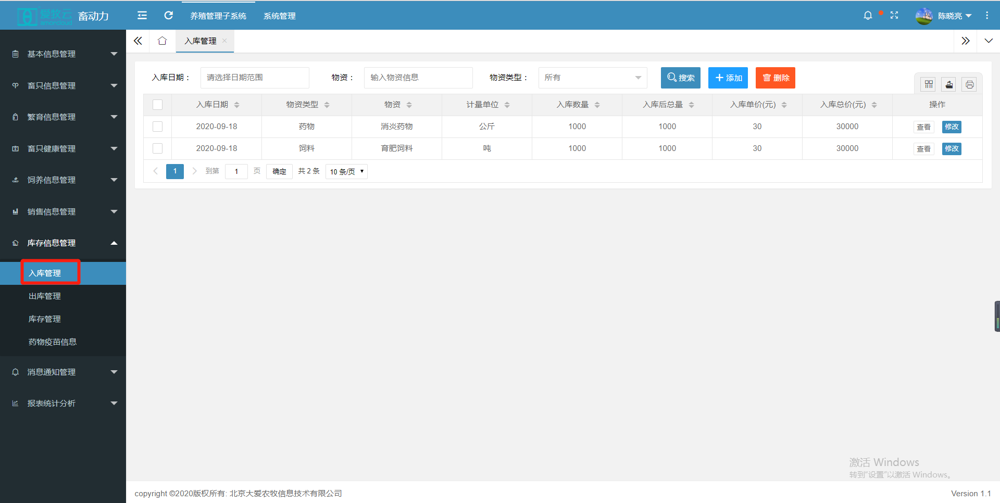 爱牧云 amorcloud 畜动力 养殖管理子系统 系统管理 陈晓亮
入库管理
基本信息管理
畜只信息管理
繁育信息管理
畜只健康管理
饲养信息管理
销售信息管理
库存信息管理
入库管理
出库管理
库存管理
药物疫苗信息
消息通知管理
报表统计分析
入库日期： 请选择日期范围 物资： 输入物资信息 物资类型： 所有 搜索 添加 删除
入库日期 物资类型 物资 计量单位 入库数量 入库后总量 入库单价(元) 入库总价(元) 操作
2020-09-18 药物 消炎药物 公斤 1000 1000 30 30000 查看 修改
2020-09-18 饲料 育肥饲料 吨 1000 1000 30 30000 查看 修改
1 到第 1 页 确定 共 2 条 10 条/页
激活 Windows
转到“设置”以激活 Windows。
copyright ©2020版权所有: 北京大爱农牧信息技术有限公司 Version 1.1